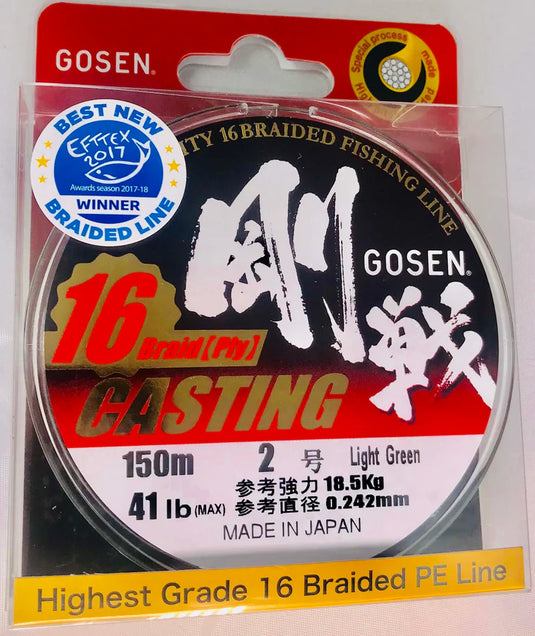 GOSEN®
Special process
made
BEST NEW
EFTTEX
2017
Awards season 2017-18
WINNER
BRAIDED LINE
16 BRAIDED FISHING LINE
剛戦
GOSEN®
16
Braid【Ply】
CASTING
150m 2号 Light Green
41lb(MAX) 参考強力 18.5Kg
参考直径 0.242mm
MADE IN JAPAN
Highest Grade 16 Braided PE Line